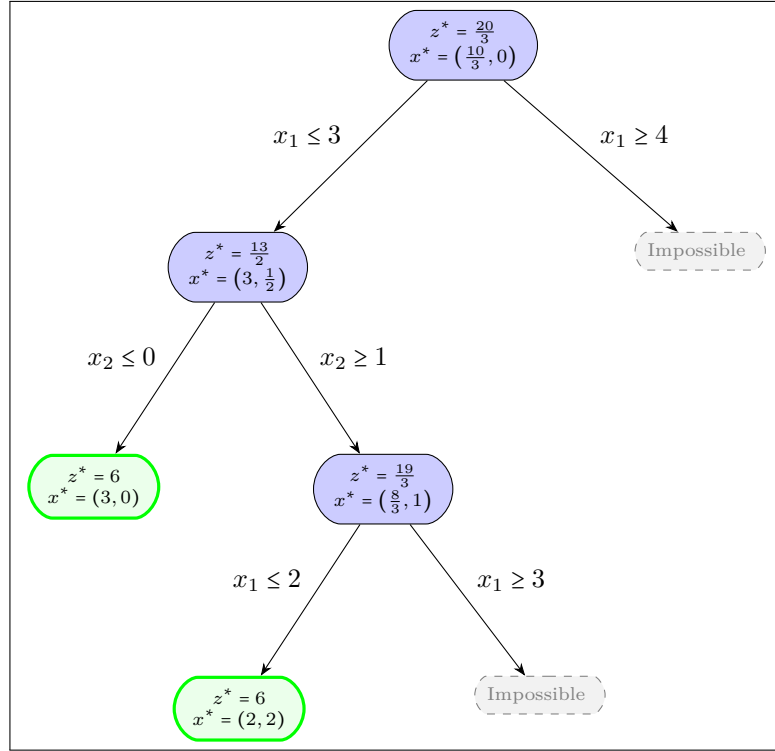 z* = 20/3
x* = (10/3, 0)
x₁ ≤ 3
x₁ ≥ 4
z* = 13/2
x* = (3, 1/2)
Impossible
x₂ ≤ 0
x₂ ≥ 1
z* = 6
x* = (3, 0)
z* = 19/3
x* = (8/3, 1)
x₁ ≤ 2
x₁ ≥ 3
z* = 6
x* = (2, 2)
Impossible